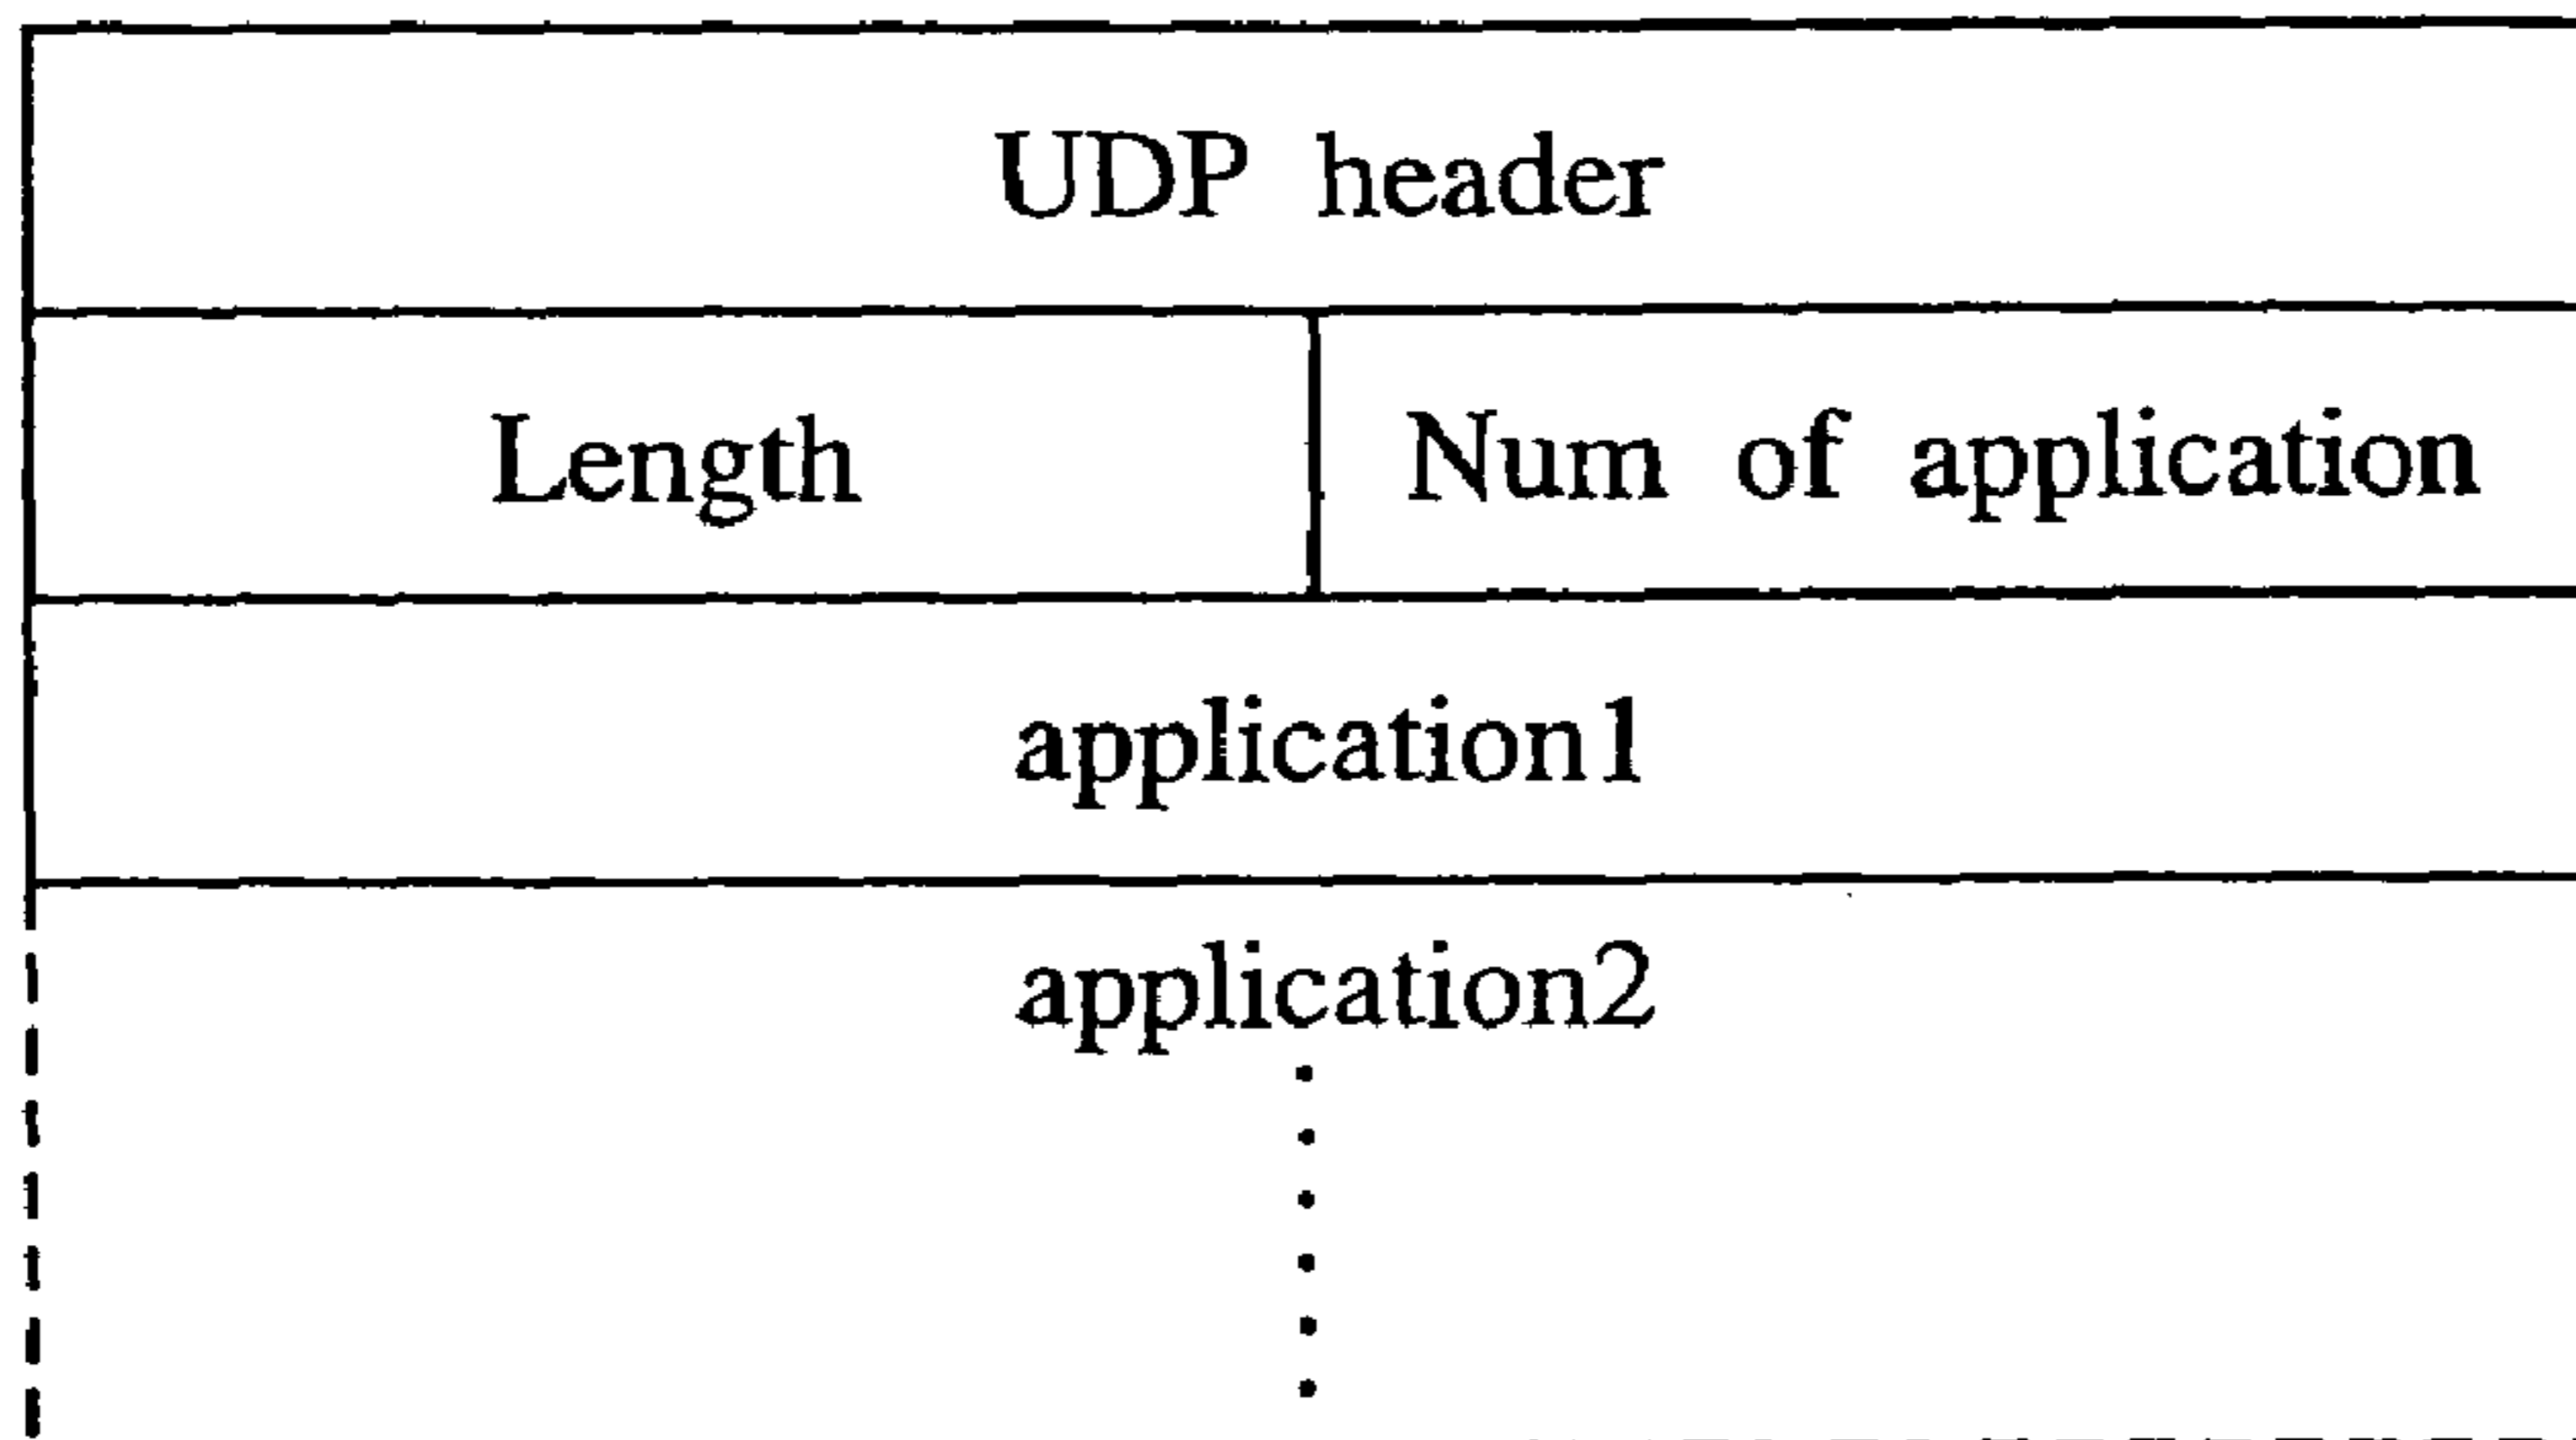 UDP header
Length
Num of application
application1
application2